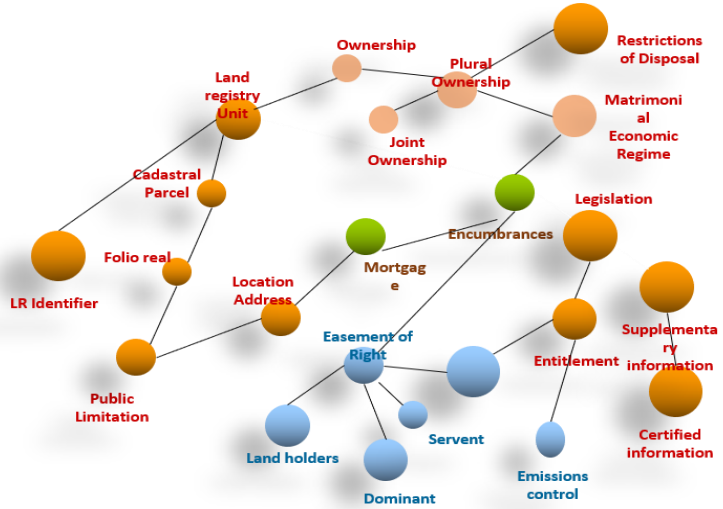 Ownership
Restrictions
of Disposal
Plural
Ownership
Land
registry
Unit
Matrimoni
al
Economic
Regime
Joint
Ownership
Cadastral
Parcel
Legislation
Encumbrances
Folio real
Mortgag
e
Location
Address
LR Identifier
Supplementa
ry
information
Easement of
Right
Entitlement
Public
Limitation
Servent
Certified
information
Land holders
Dominant
Emissions
control